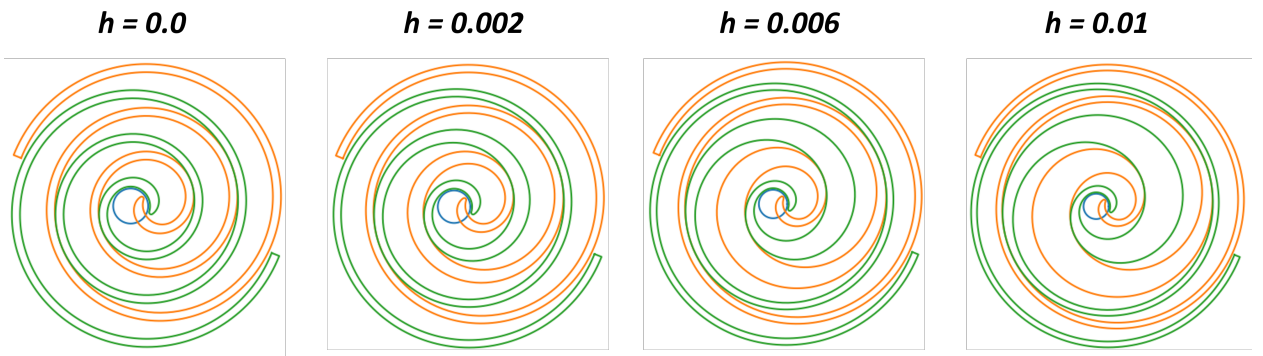 h = 0.0 h = 0.002 h = 0.006 h = 0.01